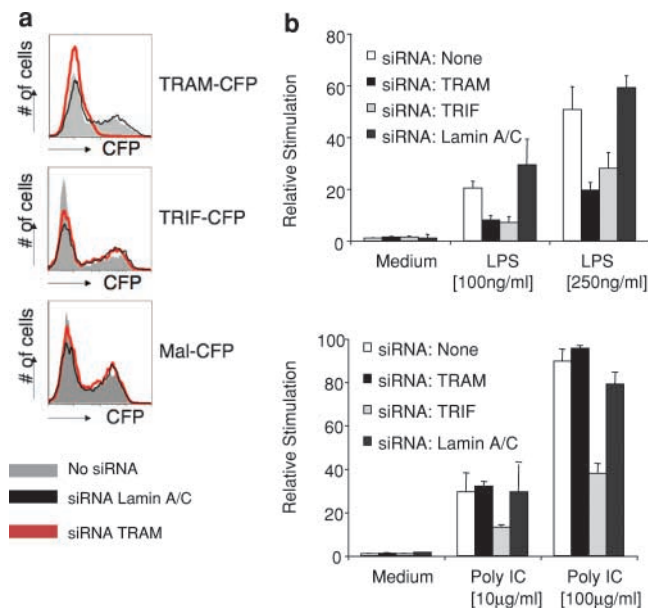 a
# of cells
CFP
TRAM-CFP
# of cells
CFP
TRIF-CFP
# of cells
CFP
Mal-CFP
No siRNA
siRNA Lamin A/C
siRNA TRAM
b
Relative Stimulation
80
60
40
20
0
siRNA: None
siRNA: TRAM
siRNA: TRIF
siRNA: Lamin A/C
Medium
LPS
[100ng/ml]
LPS
[250ng/ml]
Relative Stimulation
100
80
60
40
20
0
siRNA: None
siRNA: TRAM
siRNA: TRIF
siRNA: Lamin A/C
Medium
Poly IC
[10µg/ml]
Poly IC
[100µg/ml]